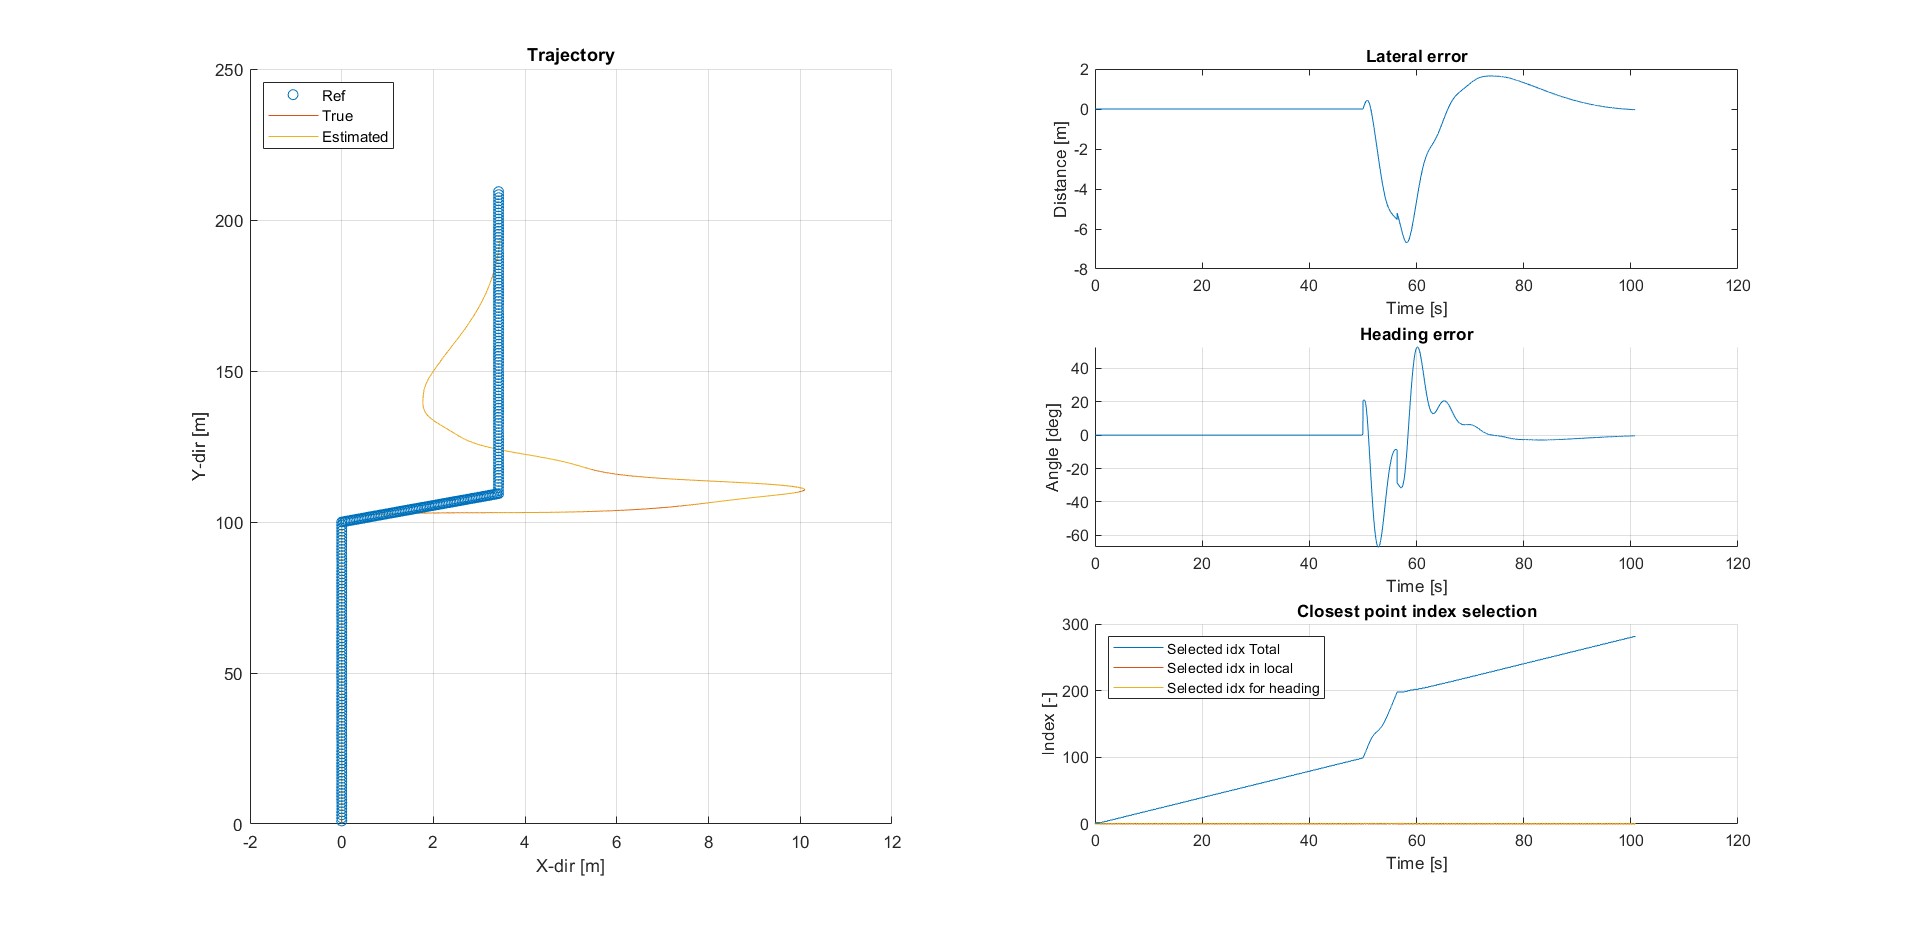 Trajectory
250
200
150
100
50
0
Y-dir [m]
Ref
True
Estimated
-2
0
2
4
6
8
10
12
X-dir [m]
Lateral error
2
0
-2
-4
-6
-8
Distance [m]
0
20
40
60
80
100
120
Time [s]
Heading error
40
20
0
-20
-40
-60
Angle [deg]
0
20
40
60
80
100
120
Time [s]
Closest point index selection
300
200
100
0
Index [-]
Selected idx Total
Selected idx in local
Selected idx for heading
0
20
40
60
80
100
120
Time [s]